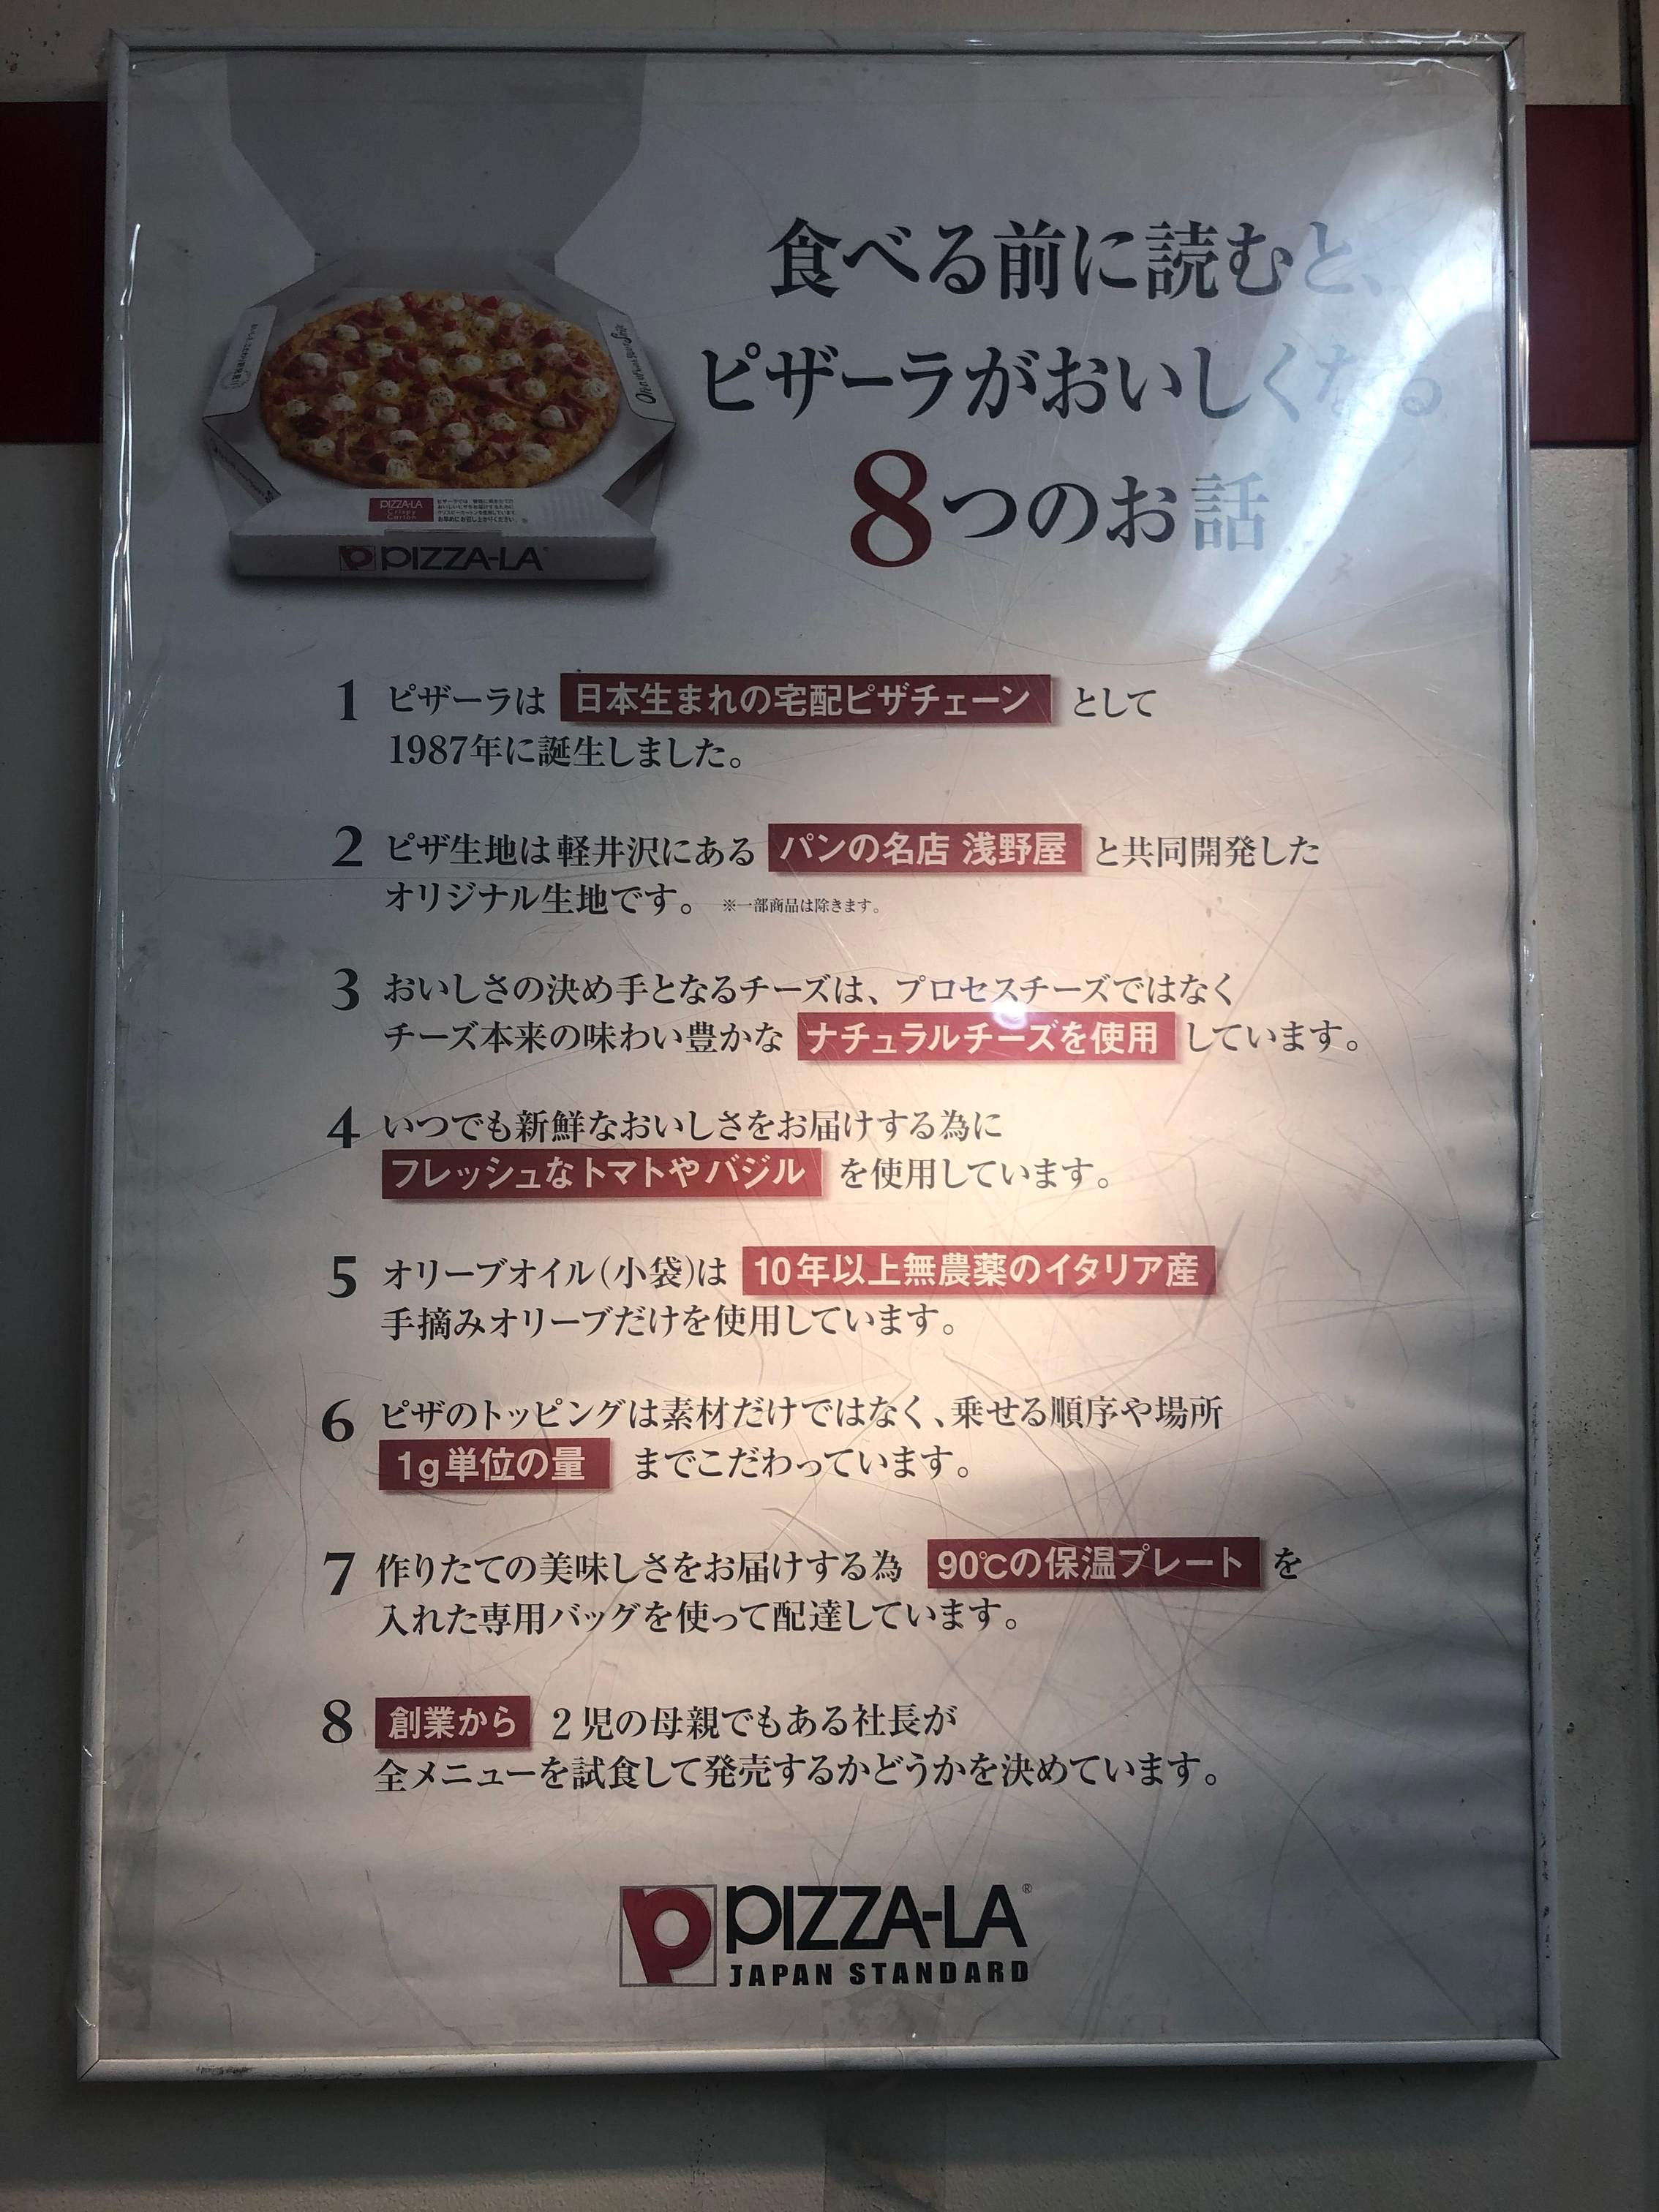 食べる前に読むと、
ピザーラがおいしくなる
8つのお話
PIZZA-LA
Crispy
Carton
PIZZA-LA
1 ピザーラは 日本生まれの宅配ピザチェーン として
1987年に誕生しました。
2 ピザ生地は軽井沢にある パンの名店 浅野屋 と共同開発した
オリジナル生地です。 ※一部商品は除きます。
3 おいしさの決め手となるチーズは、プロセスチーズではなく
チーズ本来の味わい豊かな ナチュラルチーズを使用 しています。
4 いつでも新鮮なおいしさをお届けする為に
フレッシュなトマトやバジル を使用しています。
5 オリーブオイル(小袋)は 10年以上無農薬のイタリア産
手摘みオリーブだけを使用しています。
6 ピザのトッピングは素材だけではなく、乗せる順序や場所
1g単位の量 までこだわっています。
7 作りたての美味しさをお届けする為 90℃の保温プレート を
入れた専用バッグを使って配達しています。
8 創業から 2児の母親でもある社長が
全メニューを試食して発売するかどうかを決めています。
PIZZA-LA®
JAPAN STANDARD